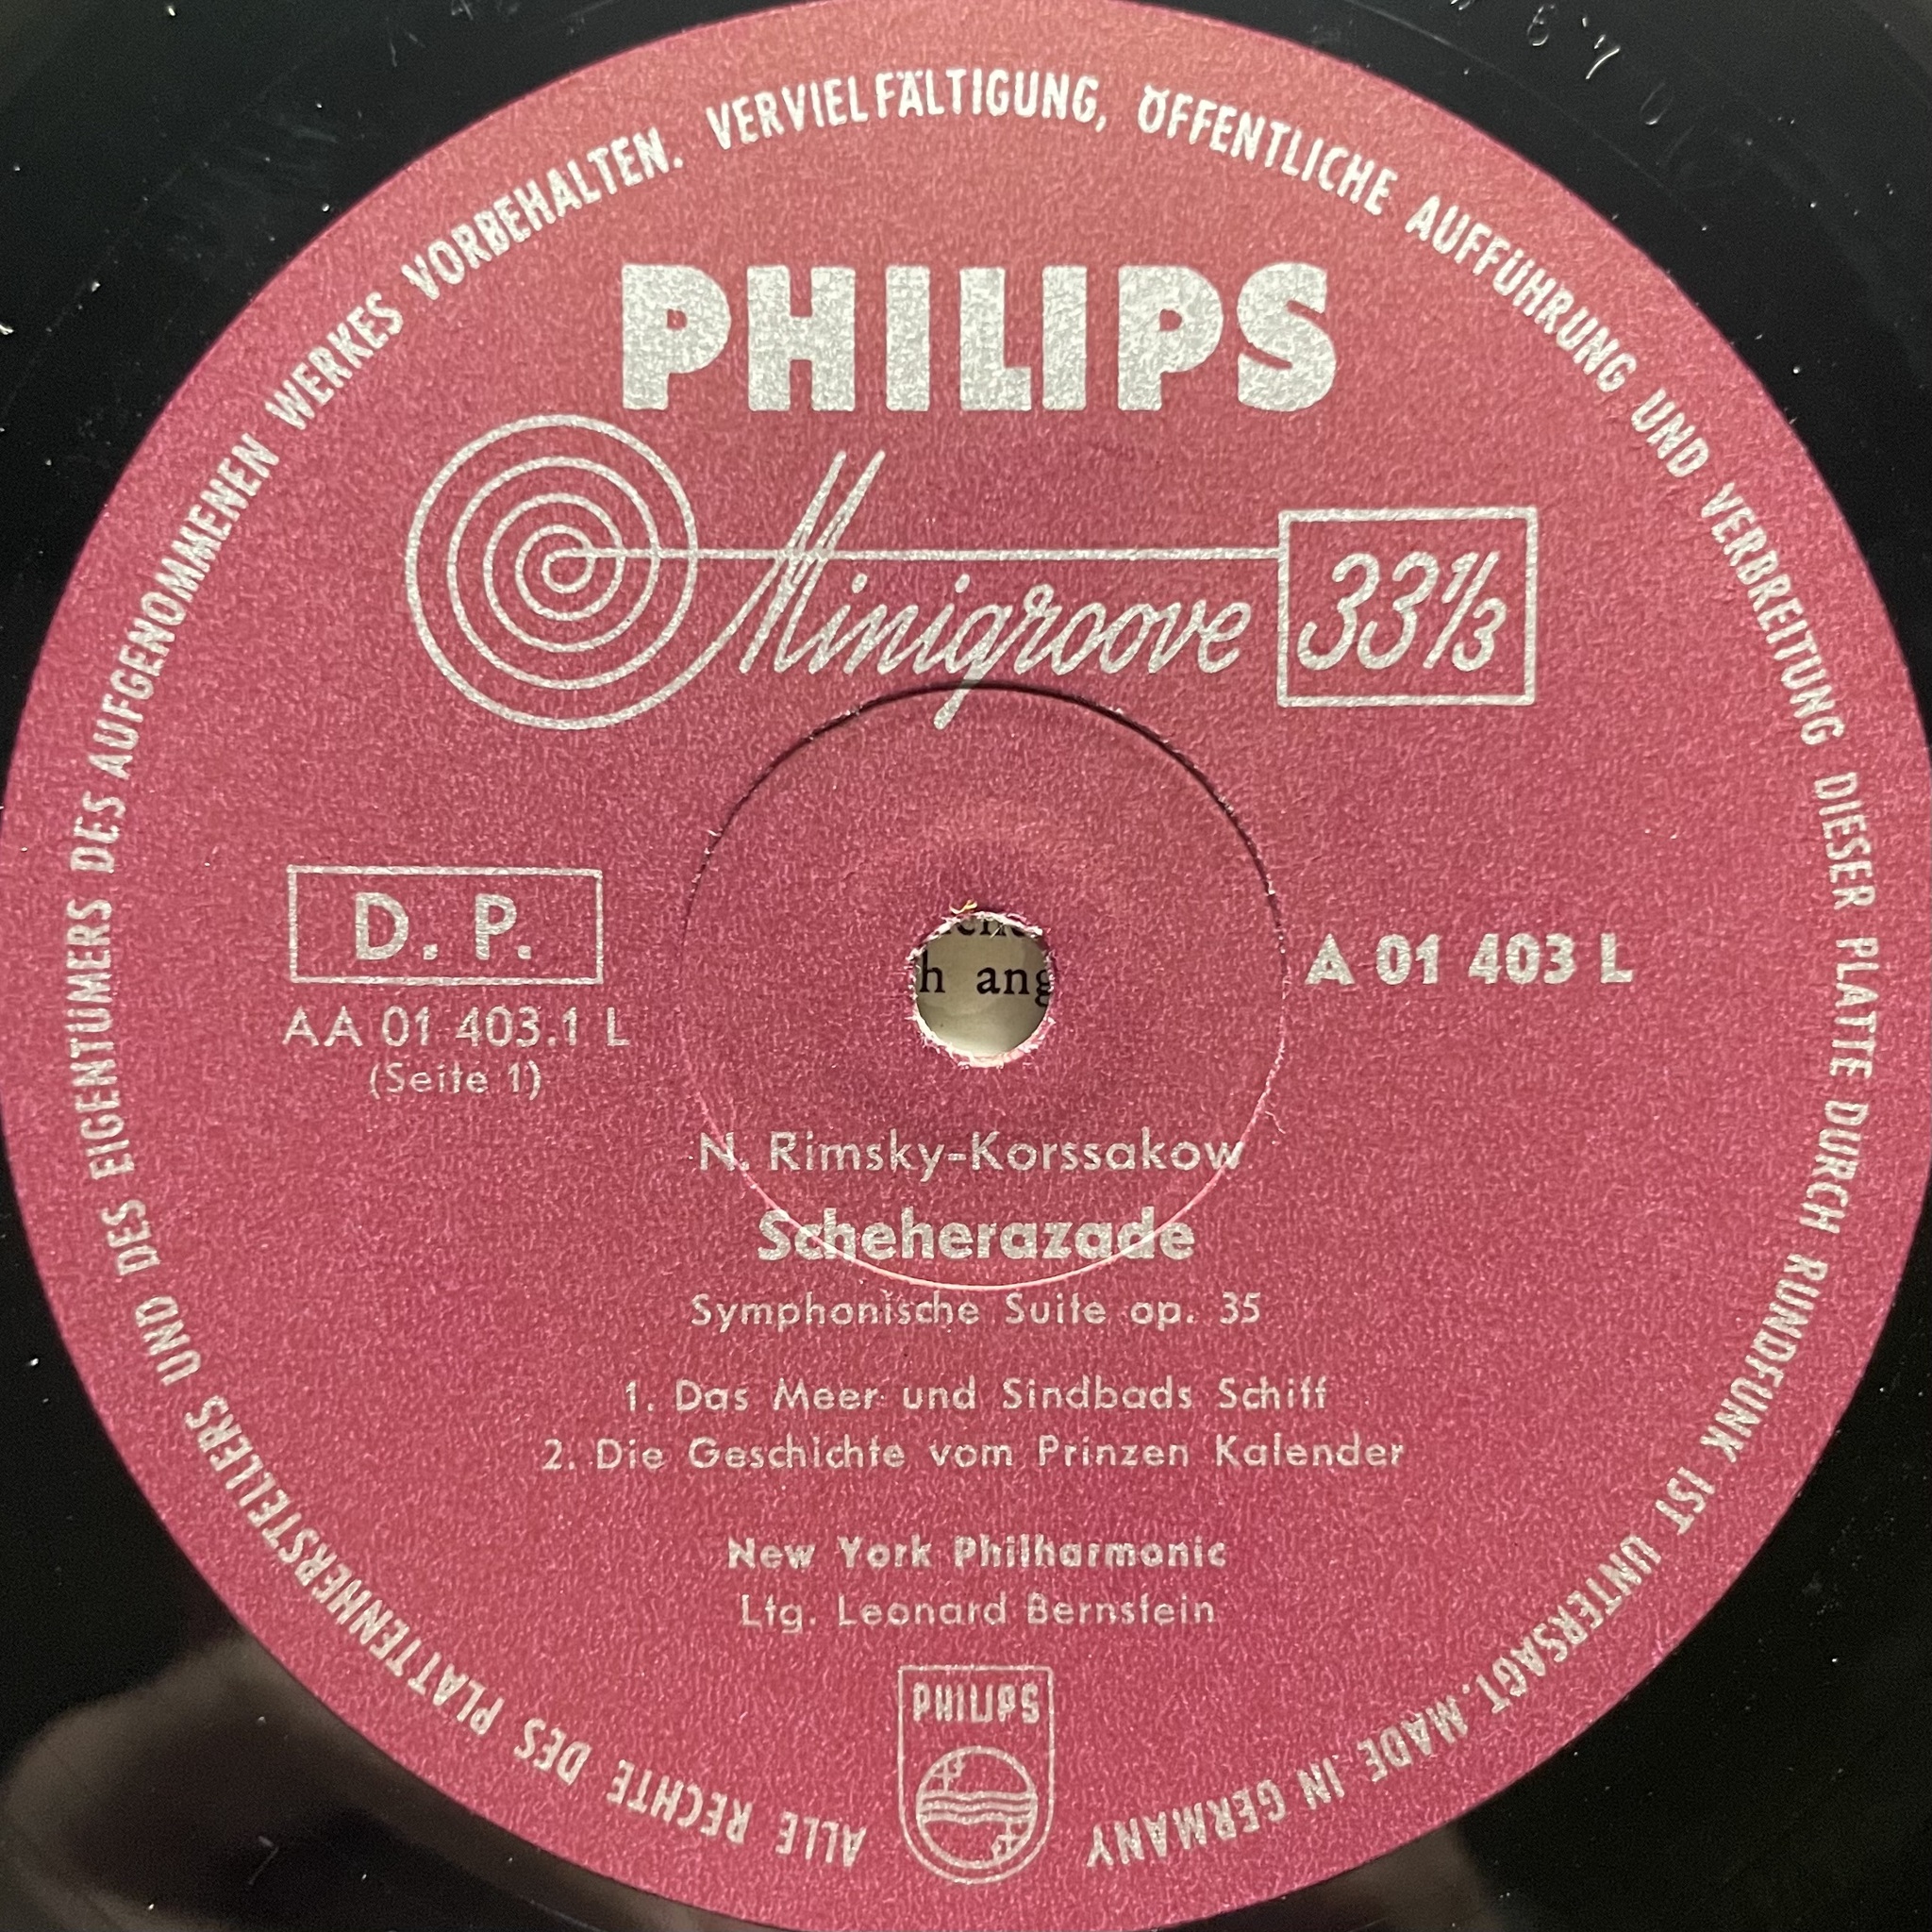 ALLE RECHTE DES PLATTENHERSTELLERS UND DES EIGENTÜMERS DES AUFGENOMMENEN WERKES VORBEHALTEN. VERVIELFÄLTIGUNG, ÖFFENTLICHE AUFFÜHRUNG UND VERBREITUNG DIESER PLATTE DURCH RUNDFUNK IST UNTERSAGT. MADE IN GERMANY
PHILIPS
Minigroove 33 1/3
D. P.
AA 01 403.1 L
(Seite 1)
A 01 403 L
h ang
N. Rimsky-Korssakow
Scheherazade
Symphonische Suite op. 35
1. Das Meer und Sindbads Schiff
2. Die Geschichte vom Prinzen Kalender
New York Philharmonic
Ltg. Leonard Bernstein
PHILIPS